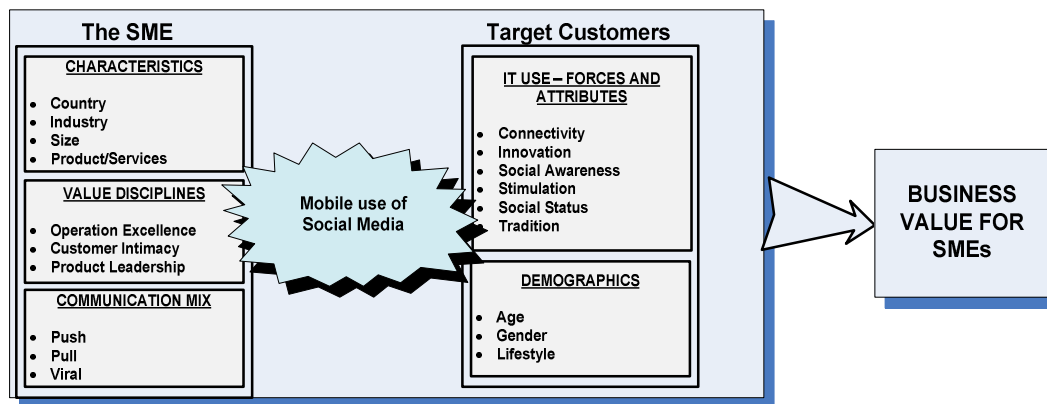 The SME
CHARACTERISTICS
• Country
• Industry
• Size
• Product/Services
VALUE DISCIPLINES
• Operation Excellence
• Customer Intimacy
• Product Leadership
COMMUNICATION MIX
• Push
• Pull
• Viral
Mobile use of
Social Media
Target Customers
IT USE – FORCES AND
ATTRIBUTES
• Connectivity
• Innovation
• Social Awareness
• Stimulation
• Social Status
• Tradition
DEMOGRAPHICS
• Age
• Gender
• Lifestyle
BUSINESS
VALUE FOR
SMEs